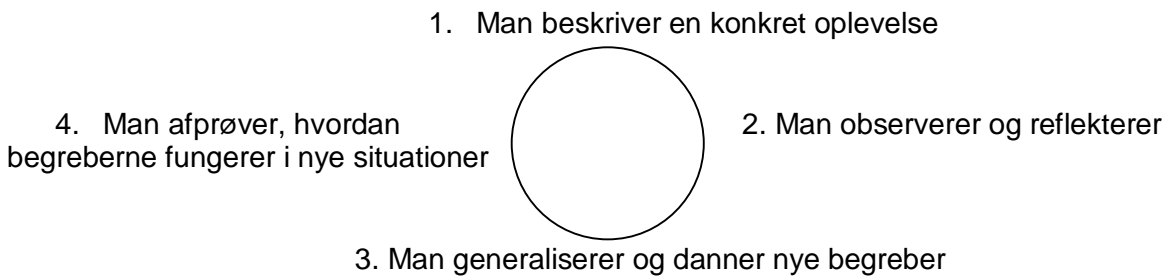 1. Man beskriver en konkret oplevelse
2. Man observerer og reflekterer
3. Man generaliserer og danner nye begreber
4. Man afprøver, hvordan
begreberne fungerer i nye situationer